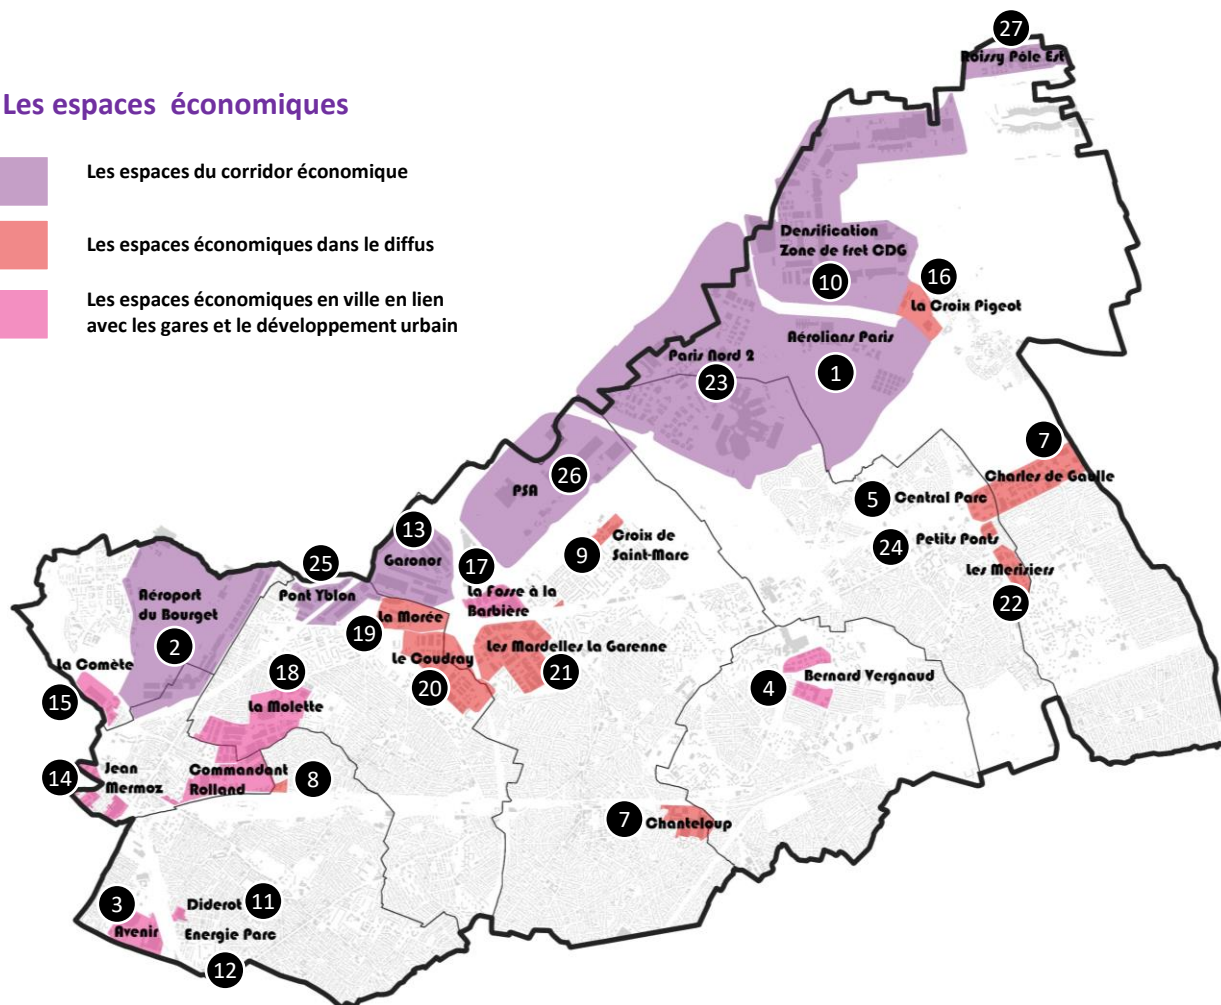 27
Roissy Pôle Est
Les espaces économiques
Les espaces du corridor économique
Les espaces économiques dans le diffus
Les espaces économiques en ville en lien
avec les gares et le développement urbain
Densification
Zone de fret CDG
10
16
La Croix Pigeot
Aérolians Paris
1
Paris Nord 2
23
7
Charles de Gaulle
26
PSA
5
Central Parc
13
Garonor
9
Croix de
Saint-Marc
24
Petits Ponts
Les Merisiers
22
25
Pont Yblon
17
La Fosse à la
Barbière
Aéroport
du Bourget
2
19
La Morée
Le Coudray
20
Les Mardelles La Garenne
21
La Comète
15
18
La Molette
4
Bernard Vergnaud
14
Jean
Mermoz
Commandant
Rolland
8
7
Chanteloup
3
Avenir
Diderot
11
Energie Parc
12